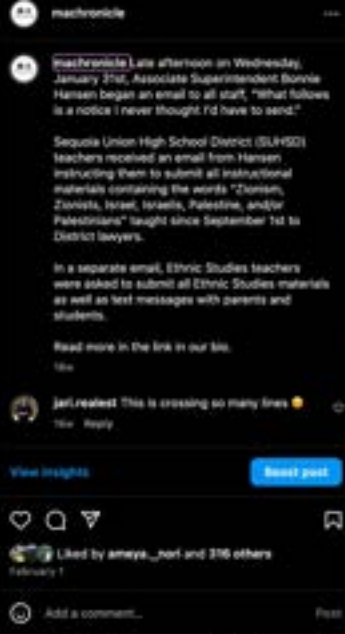 machronicle
machronicle Late afternoon on Wednesday,
January 31st, Associate Superintendent Bonnie
Hansen began an email to all staff, "What follows
is a notice I never thought I'd have to send."
Sequoia Union High School District (SUHSD)
teachers received an email from Hansen
instructing them to submit all instructional
materials containing the words "Zionism,
Zionists, Israel, Israelis, Palestine, and/or
Palestinians" taught since September 1st to
District lawyers.
In a separate email, Ethnic Studies teachers
were asked to submit all Ethnic Studies materials
as well as text messages with parents and
students.
Read more in the link in our bio.
jari.realest This is crossing so many lines
Reply
View insights
Boost post
Liked by ameya._nori and 316 others
February 1
Add a comment...
Post